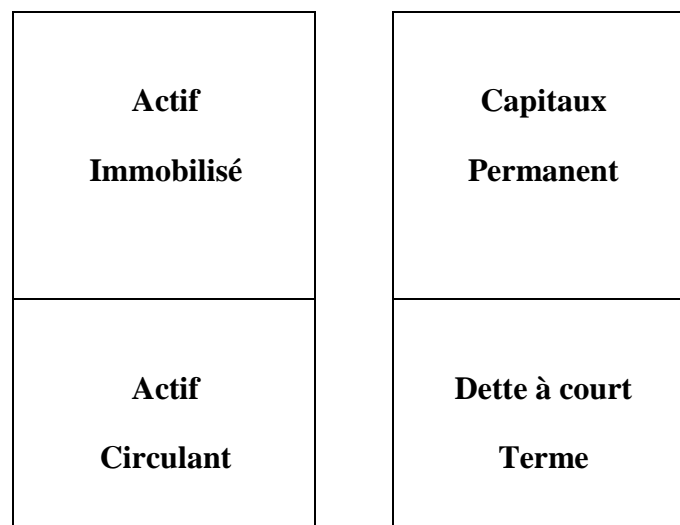 Actif
Immobilisé
Capitaux
Permanent
Actif
Circulant
Dette à court
Terme